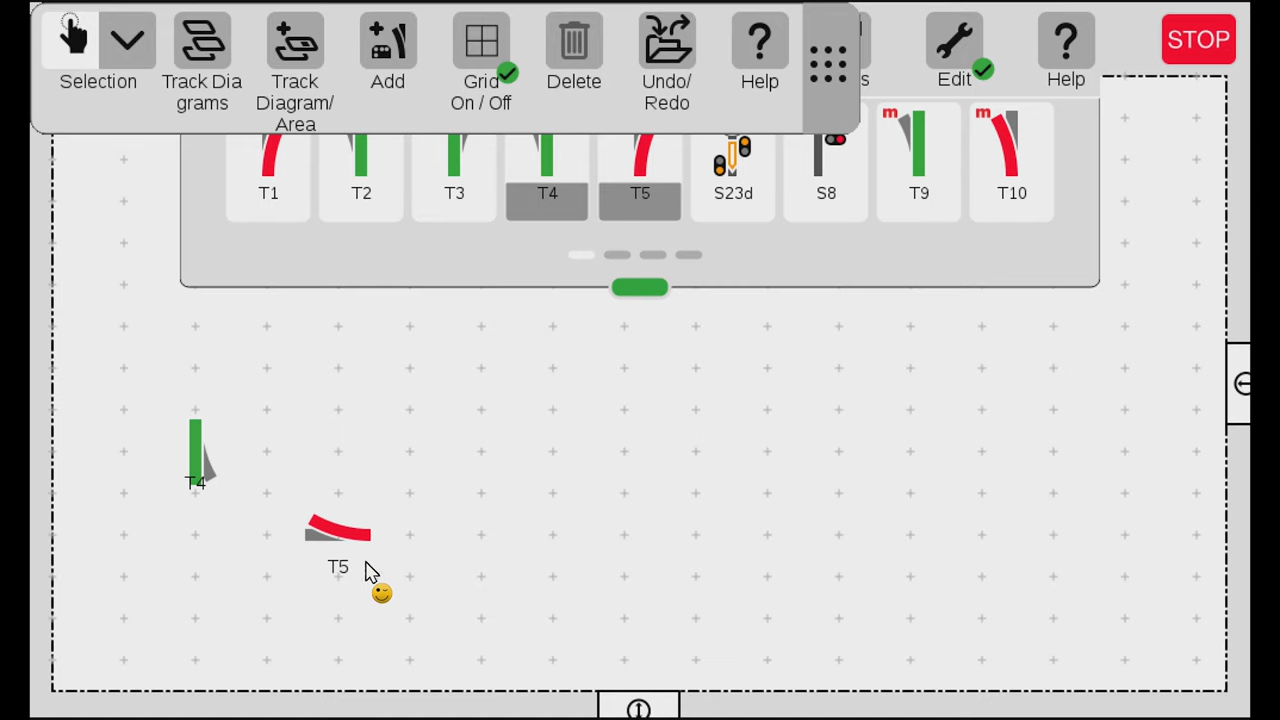 Selection
Track Dia
grams
Track
Diagram/
Area
Add
Grid
On / Off
Delete
Undo/
Redo
Help
s
Edit
Help
STOP
T1
T2
T3
T4
T5
S23d
S8
m
T9
m
T10
T4
T5